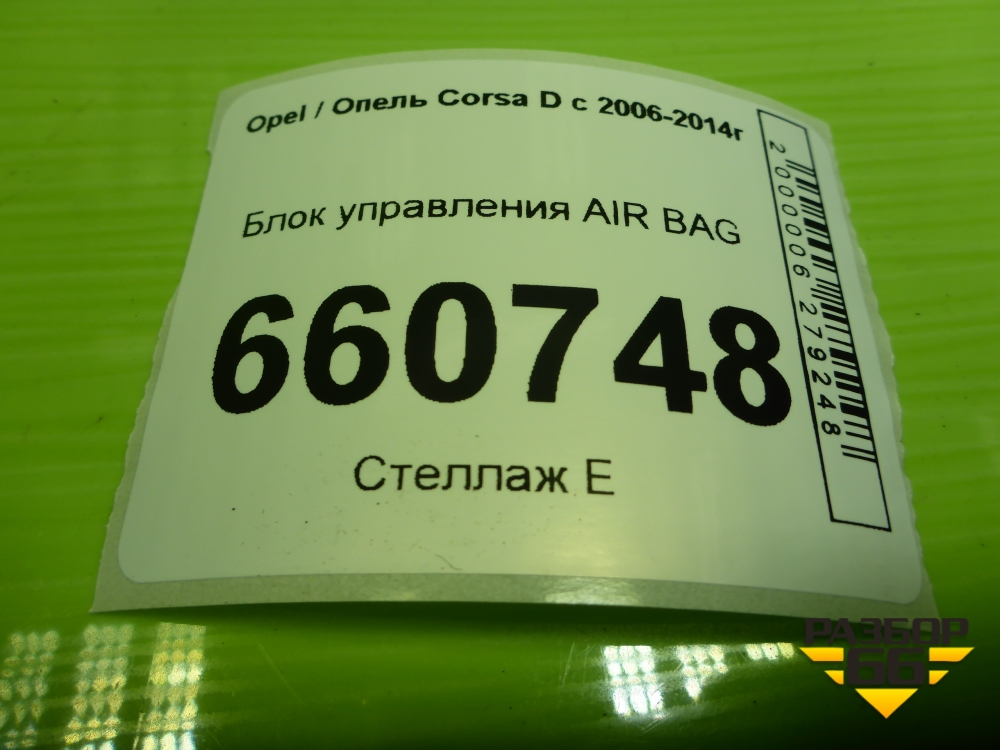 Opel / Опель Corsa D с 2006-2014г
Блок управления AIR BAG
660748
Стеллаж Е
2000006279248
РАЗБОР
66